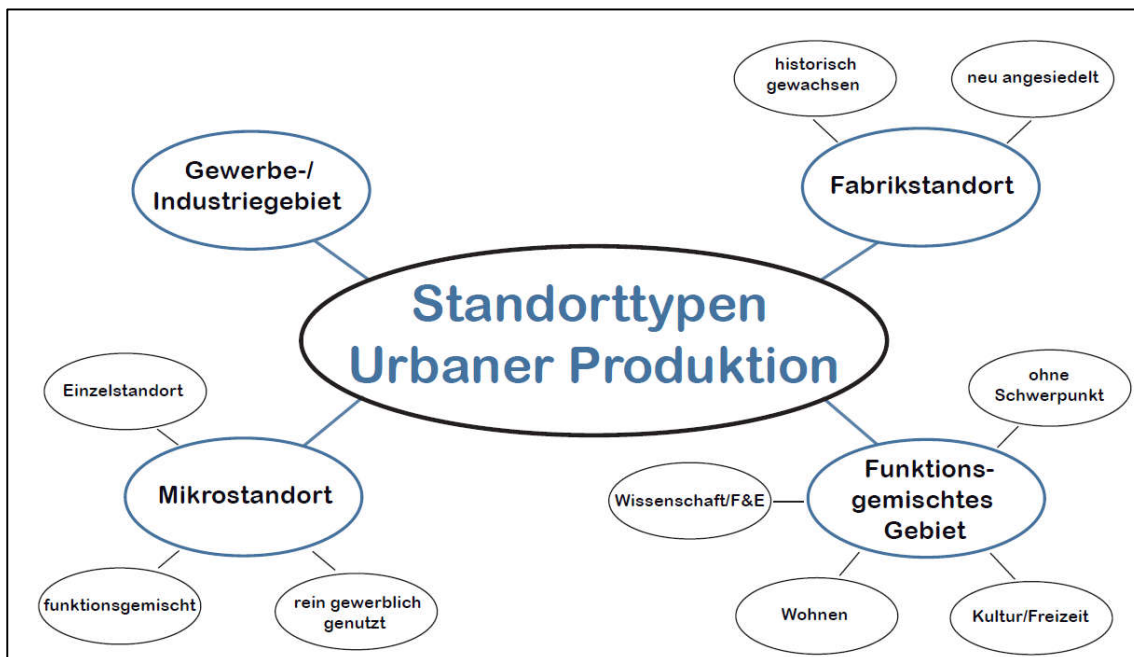 historisch
gewachsen
neu angesiedelt
Gewerbe-/
Industriegebiet
Fabrikstandort
Standorttypen
Urbaner Produktion
Einzelstandort
Mikrostandort
funktionsgemischt
rein gewerblich
genutzt
ohne
Schwerpunkt
Wissenschaft/F&E
Funktions-
gemischtes
Gebiet
Wohnen
Kultur/Freizeit